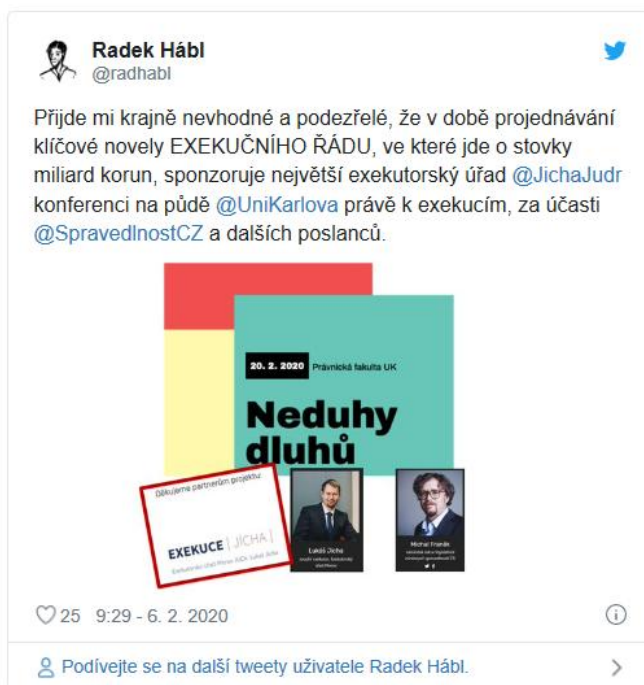 Radek Hábl
@radhabl
Přijde mi krajně nevhodné a podezřelé, že v době projednávání
klíčové novely EXEKUČNÍHO ŘÁDU, ve které jde o stovky
miliard korun, sponzoruje největší exekutorský úřad @JichaJudr
konferenci na půdě @UniKarlova právě k exekucím, za účasti
@SpravedlnostCZ a dalších poslanců.
20. 2. 2020 Právnická fakulta UK
Neduhy
dluhů
Děkujeme partnerům projektu:
EXEKUCE | JÍCHA |
Lukáš Jícha
Michal Franěk
25 9:29 - 6. 2. 2020
Podívejte se na další tweety uživatele Radek Hábl.